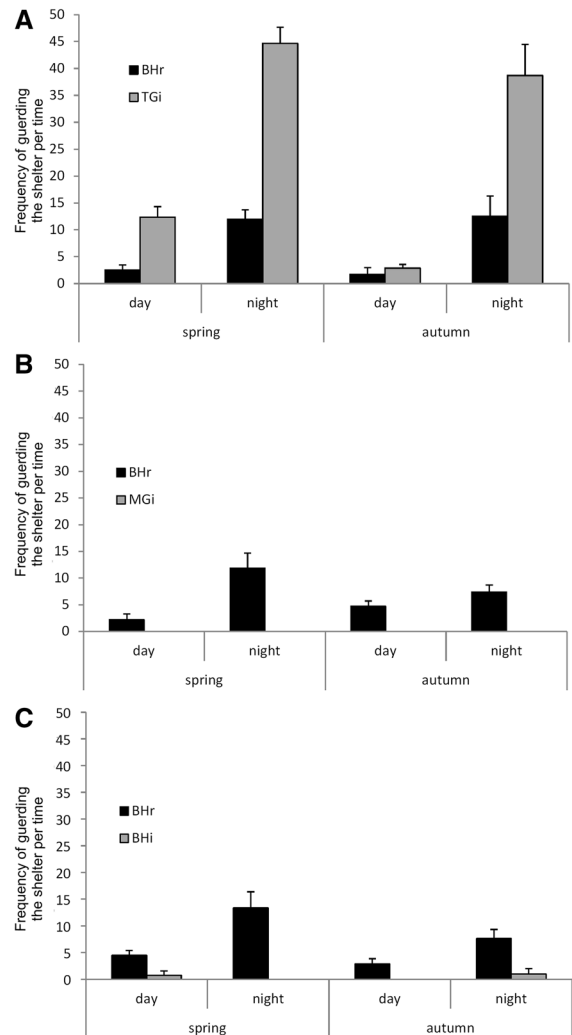 A
50
45
40
35
30
25
20
15
10
5
0
Frequency of guerding
the shelter per time
BHr
TGi
day night day night
spring autumn
B
50
45
40
35
30
25
20
15
10
5
0
Frequency of guerding
the shelter per time
BHr
MGi
day night day night
spring autumn
C
50
45
40
35
30
25
20
15
10
5
0
Frequency of guerding
the shelter per time
BHr
BHi
day night day night
spring autumn